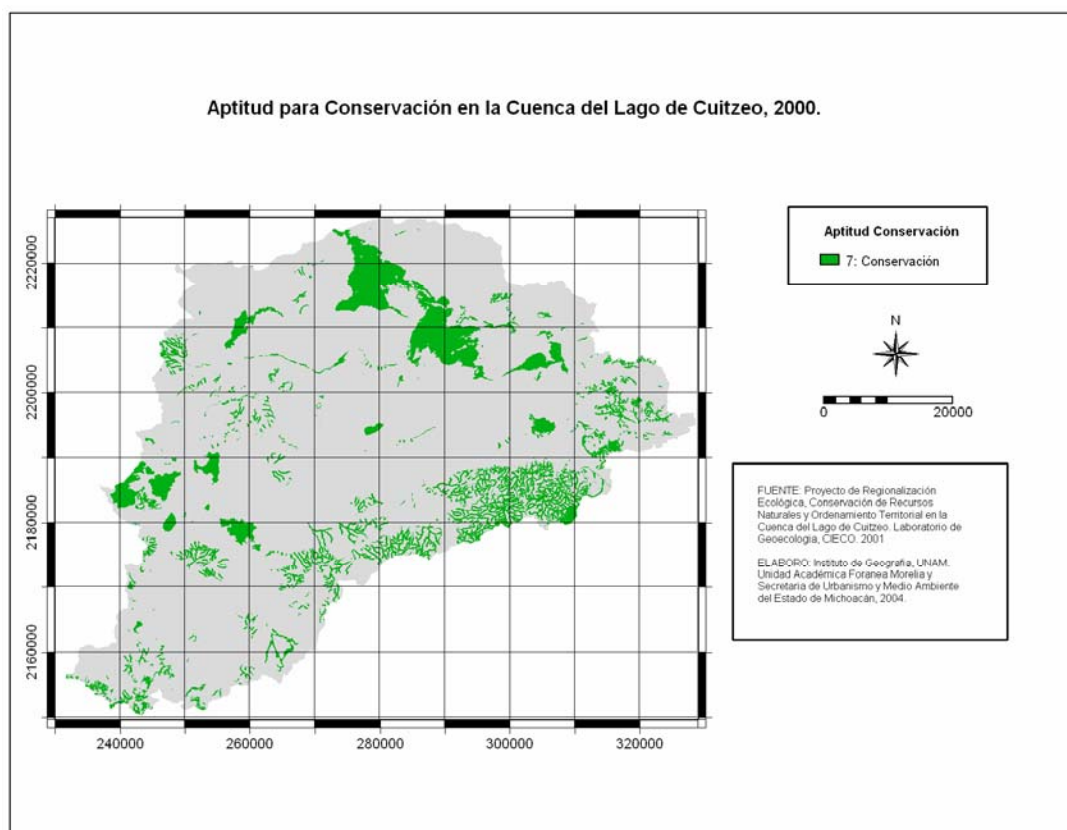 Aptitud para Conservación en la Cuenca del Lago de Cuitzeo, 2000.
Aptitud Conservación
7: Conservación
N
0 20000
FUENTE: Proyecto de Regionalización
Ecológica, Conservación de Recursos
Naturales y Ordenamiento Territorial en la
Cuenca del Lago de Cuitzeo. Laboratorio de
Geoecología, CIECO. 2001
ELABORO: Instituto de Geografía, UNAM.
Unidad Académica Foranea Morelia y
Secretaria de Urbanismo y Medio Ambiente
del Estado de Michoacán, 2004.
2220000
2200000
2180000
2160000
240000 260000 280000 300000 320000